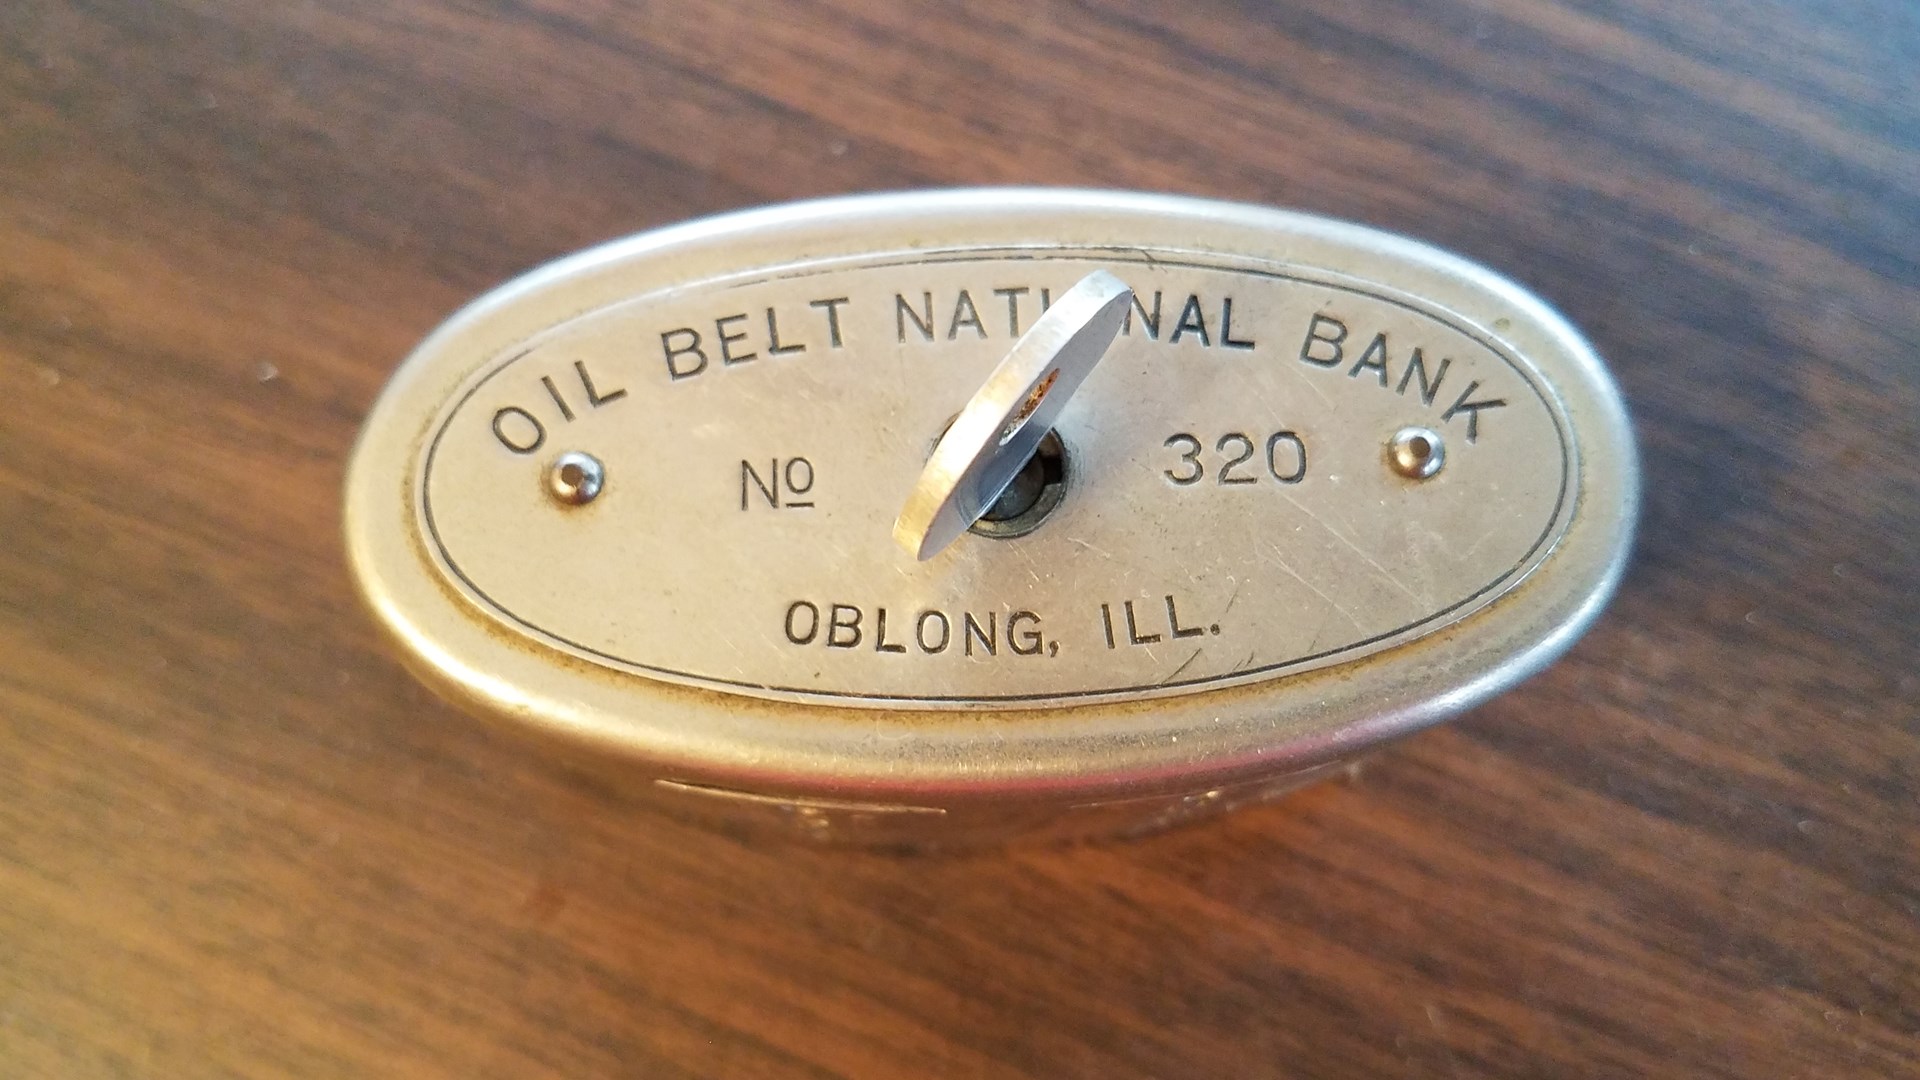 OIL BELT NATIONAL BANK
Nº 320
OBLONG, ILL.